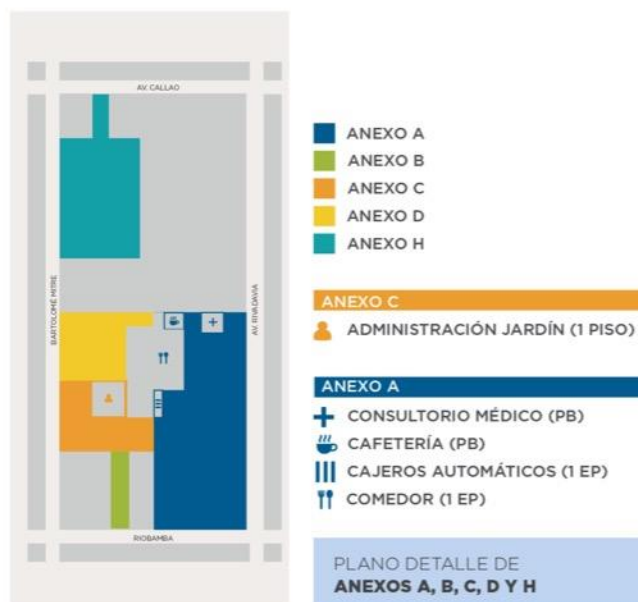 AV. CALLAO
BARTOLOMÉ MITRE
AV. RIVADAVIA
RIOBAMBA
ANEXO A
ANEXO B
ANEXO C
ANEXO D
ANEXO H
ANEXO C
ADMINISTRACIÓN JARDÍN (1 PISO)
ANEXO A
CONSULTORIO MÉDICO (PB)
CAFETERÍA (PB)
CAJEROS AUTOMÁTICOS (1 EP)
COMEDOR (1 EP)
PLANO DETALLE DE
ANEXOS A, B, C, D Y H